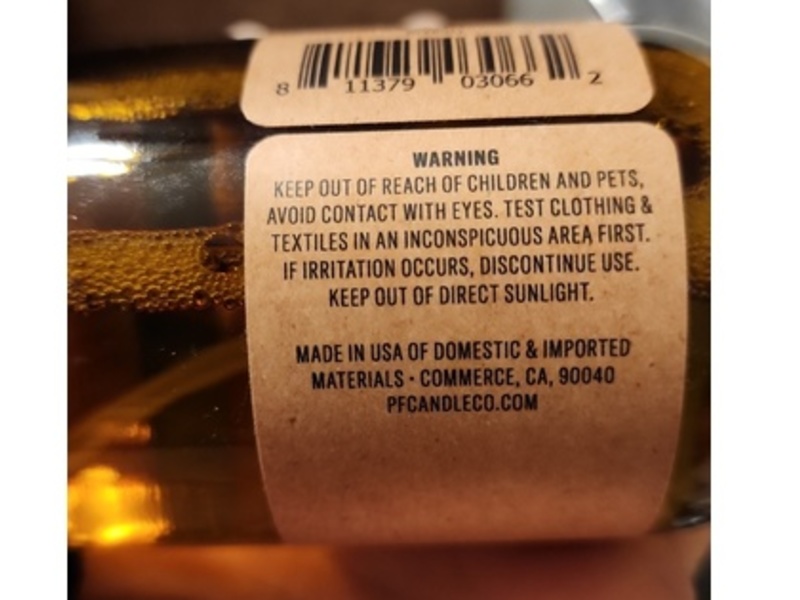 8 11379 03066 2
WARNING
KEEP OUT OF REACH OF CHILDREN AND PETS,
AVOID CONTACT WITH EYES. TEST CLOTHING &
TEXTILES IN AN INCONSPICUOUS AREA FIRST.
IF IRRITATION OCCURS, DISCONTINUE USE.
KEEP OUT OF DIRECT SUNLIGHT.
MADE IN USA OF DOMESTIC & IMPORTED
MATERIALS · COMMERCE, CA, 90040
PFCANDLECO.COM